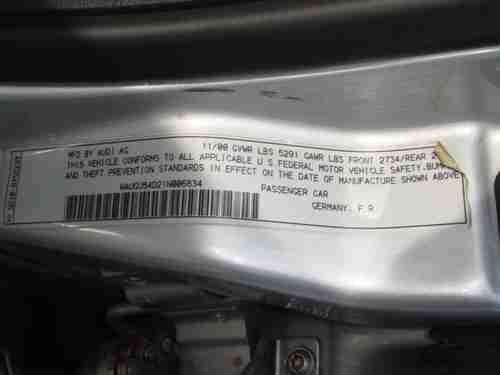 MFD BY AUDI AG 11/00 GVWR LBS 5291 GAWR LBS FRONT 2734/REAR
THIS VEHICLE CONFORMS TO ALL APPLICABLE U.S. FEDERAL MOTOR VEHICLE SAFETY, BUM
AND THEFT PREVENTION STANDARDS IN EFFECT ON THE DATE OF MANUFACTURE SHOWN ABOVE
PASSENGER CAR
GERMANY, F R